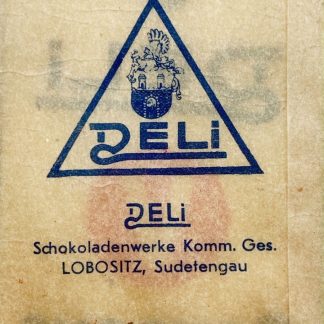 DELi
DELi
Schokoladenwerke Komm. Ges.
LOBOSITZ, Sudetengau